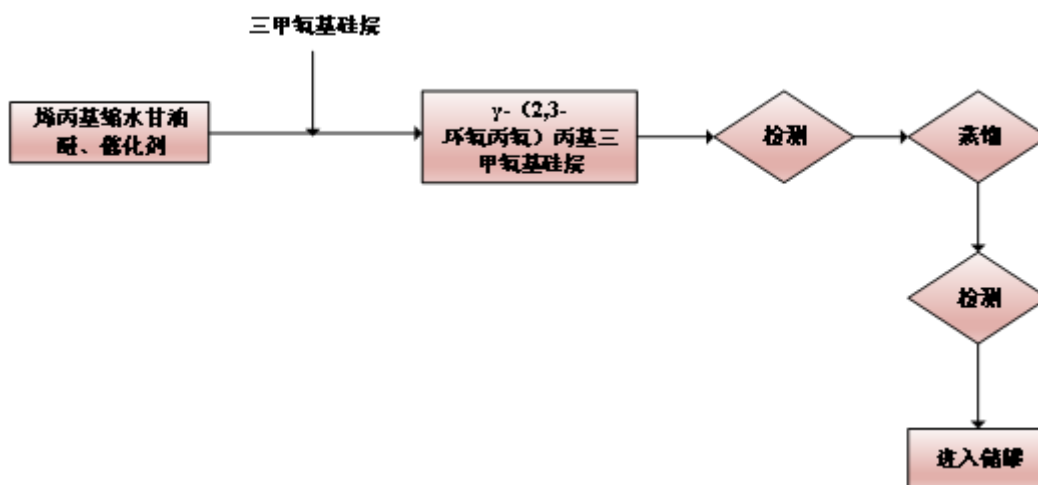 三甲氧基硅烷
烯丙基缩水甘油
醚、催化剂
γ-（2,3-
环氧丙氧）丙基三
甲氧基硅烷
检测
蒸馏
检测
进入储罐